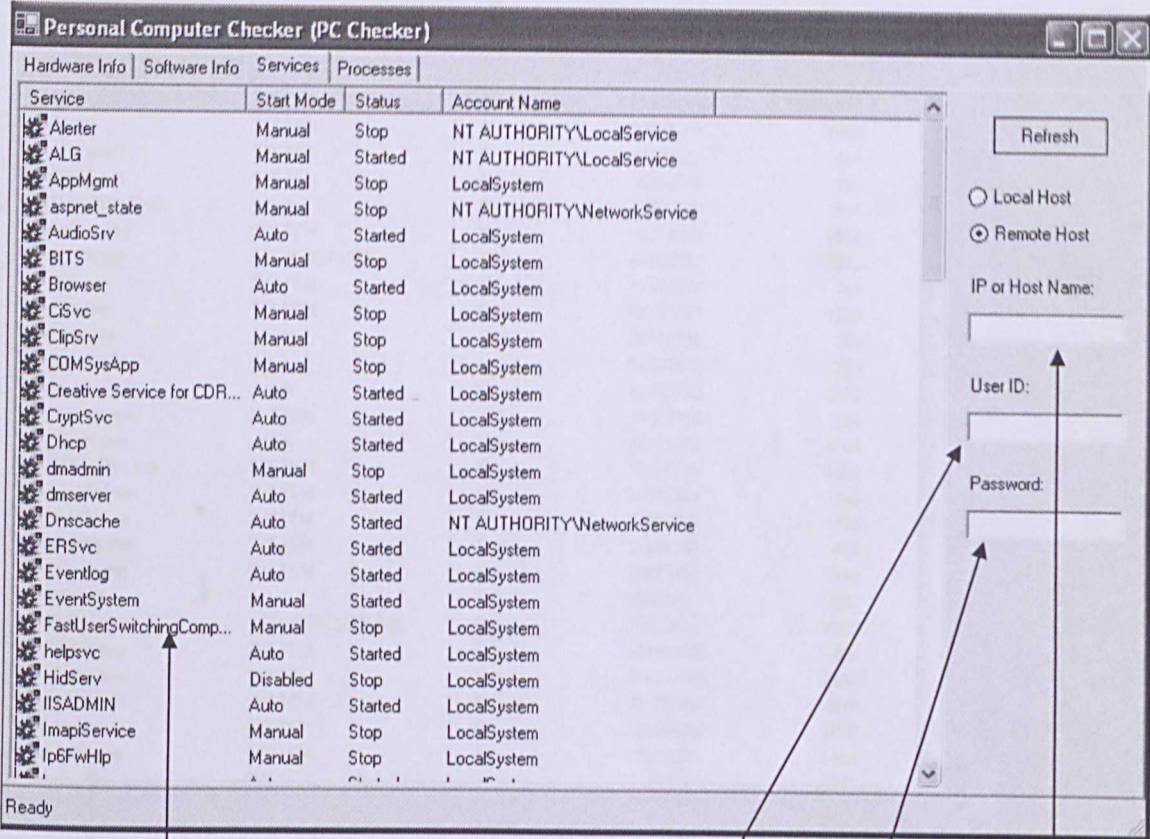 Personal Computer Checker (PC Checker)
Hardware Info Software Info Services Processes
Service Start Mode Status Account Name
Alerter Manual Stop NT AUTHORITY\LocalService
ALG Manual Started NT AUTHORITY\LocalService
AppMgmt Manual Stop LocalSystem
aspnet_state Manual Stop NT AUTHORITY\NetworkService
AudioSrv Auto Started LocalSystem
BITS Manual Stop LocalSystem
Browser Auto Started LocalSystem
CiSvc Manual Stop LocalSystem
ClipSrv Manual Stop LocalSystem
COMSysApp Manual Stop LocalSystem
Creative Service for CDR... Auto Started LocalSystem
CryptSvc Auto Started LocalSystem
Dhcp Auto Started LocalSystem
dmadmin Manual Stop LocalSystem
dmserver Auto Started LocalSystem
Dnscache Auto Started NT AUTHORITY\NetworkService
ERSvc Auto Started LocalSystem
Eventlog Auto Started LocalSystem
EventSystem Manual Started LocalSystem
FastUserSwitchingComp... Manual Stop LocalSystem
helpsvc Auto Started LocalSystem
HidServ Disabled Stop LocalSystem
IISADMIN Auto Started LocalSystem
ImapiService Manual Stop LocalSystem
Ip6FwHlp Manual Stop LocalSystem
Refresh
Local Host
Remote Host
IP or Host Name:
User ID:
Password:
Ready